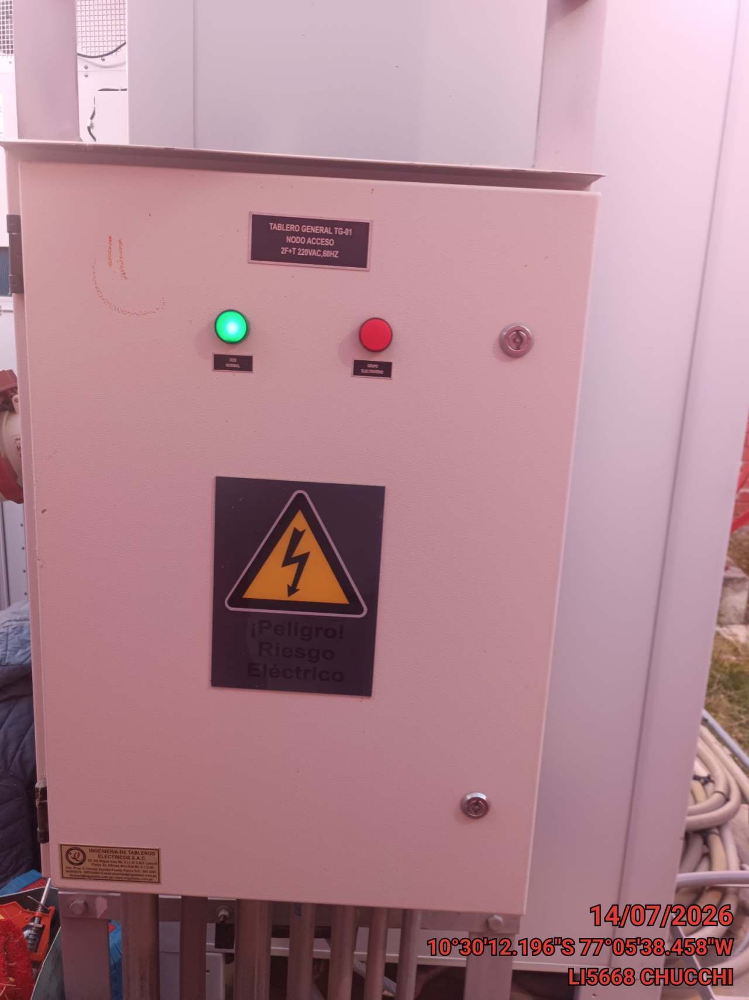 TABLERO GENERAL TG-01
NODO ACCESO
2F+T 220VAC,60HZ
RED
NORMAL
GRUPO
ELECTROGENO
¡Peligro!
Riesgo
Eléctrico
INGENIERIA DE TABLEROS
ELECTRICOS S.A.C.
14/07/2026
10°30'12.196"S 77°05'38.458"W
LI5668 CHUCCHI